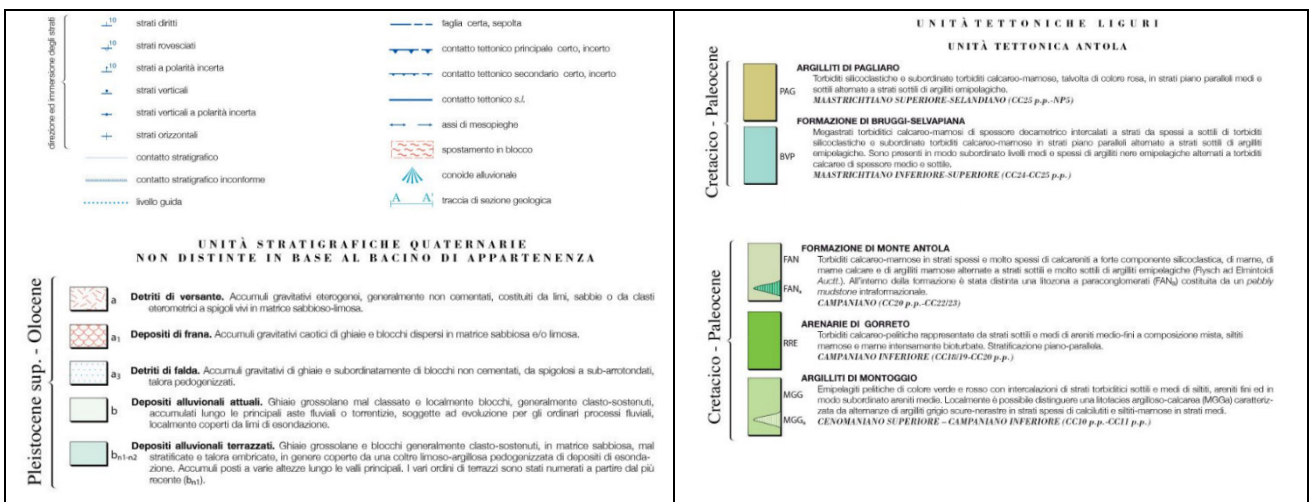 direzione ed immersione degli strati
10 strati diritti
10 strati rovesciati
10 strati a polarità incerta
strati verticali
strati verticali a polarità incerta
strati orizzontali
contatto stratigrafico
contatto stratigrafico inconforme
livello guida
faglia certa, sepolta
contatto tettonico principale certo, incerto
contatto tettonico secondario certo, incerto
contatto tettonico s.l.
assi di mesopieghe
spostamento in blocco
conoide alluvionale
A A' traccia di sezione geologica
UNITÀ STRATIGRAFICHE QUATERNARIE
NON DISTINTE IN BASE AL BACINO DI APPARTENENZA
Pleistocene sup. - Olocene
a Detriti di versante. Accumuli gravitativi eterogenei, generalmente non cementati, costituiti da limi, sabbie o da clasti
eterometrici a spigoli vivi in matrice sabbioso-limosa.
a1 Depositi di frana. Accumuli gravitativi caotici di ghiaie e blocchi dispersi in matrice sabbiosa e/o limosa.
a3 Detriti di falda. Accumuli gravitativi di ghiaie e subordinatamente di blocchi non cementati, da spigolosi a sub-arrotondati,
talora pedogenizzati.
b Depositi alluvionali attuali. Ghiaie grossolane mal classate e localmente blocchi, generalmente clasto-sostenuti,
accumulati lungo le principali aste fluviali o torrentizie, soggette ad evoluzione per gli ordinari processi fluviali,
localmente coperti da limi di esondazione.
bn1-n2 Depositi alluvionali terrazzati. Ghiaie grossolane e blocchi generalmente clasto-sostenuti, in matrice sabbiosa, mal
stratificate e talora embricate, in genere coperte da una coltre limoso-argillosa pedogenizzata di depositi di esonda-
zione. Accumuli posti a varie altezze lungo le valli principali. I vari ordini di terrazzi sono stati numerati a partire dal più
recente (bn1).
UNITÀ TETTONICHE LIGURI
UNITÀ TETTONICA ANTOLA
Cretacico - Paleocene
ARGILLITI DI PAGLIARO
PAG Torbiditi silicoclastiche e subordinate torbiditi calcareo-marnose, talvolta di colore rosa, in strati piano paralleli medi e
sottili alternato a strati sottili di argilliti emipelagiche.
MAASTRICHTIANO SUPERIORE-SELANDIANO (CC25 p.p.-NP5)
FORMAZIONE DI BRUGGI-SELVAPIANA
BVP Megastrati torbiditici calcareo-marnosi di spessore decametrico intercalati a strati da spessi a sottili di torbiditi
silicoclastiche e subordinate torbiditi calcareo-marnose in strati piano paralleli alternate a strati sottili di argilliti
emipelagiche. Sono presenti in modo subordinato livelli medi e spessi di argilliti nere emipelagiche alternati a torbiditi
calcaree di spessore medio e sottile.
MAASTRICHTIANO INFERIORE-SUPERIORE (CC24-CC25 p.p.)
Cretacico - Paleocene
FORMAZIONE DI MONTE ANTOLA
FAN Torbiditi calcareo-marnose in strati spessi e molto spessi di calcareniti a forte componente silicoclastica, di marne, di
marne calcaree e di argilliti marnose alternate a strati sottili e molto sottili di argilliti emipelagiche (Flysch ad Elmintoidi
FANa Auctt.). All'interno della formazione è stata distinta una litozona a paraconglomerati (FANa) costituita da un pebbly
mudstone intraformazionale.
CAMPANIANO (CC20 p.p.-CC22/23)
ARENARIE DI GORRETO
RRE Torbiditi calcareo-pelitiche rappresentate da strati sottili e medi di areniti medio-fini a composizione mista, siltiti
marnose e marne intensamente bioturbate. Stratificazione piano-parallela.
CAMPANIANO INFERIORE (CC18/19-CC20 p.p.)
ARGILLITI DI MONTOGGIO
MGG Emipelagiti pelitiche di colore verde e rosso con intercalazioni di strati torbiditici sottili e medi di siltiti, areniti fini ed in
modo subordinato areniti medie. Localmente è possibile distinguere una litofacies argilloso-calcarea (MGGa) caratteriz-
MGGa zata da alternanze di argilliti grigio scure-nerastre in strati spessi di calcilutiti e siltiti-marnose in strati medi.
CENOMANIANO SUPERIORE – CAMPANIANO INFERIORE (CC10 p.p.-CC11 p.p.)